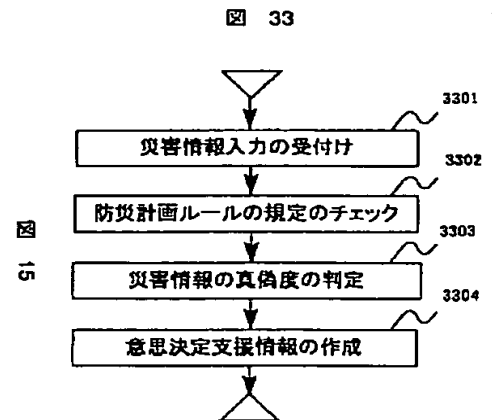 図 33
3301
災害情報入力の受付け
3302
防災計画ルールの規定のチェック
3303
災害情報の真偽度の判定
3304
意思決定支援情報の作成
図 15